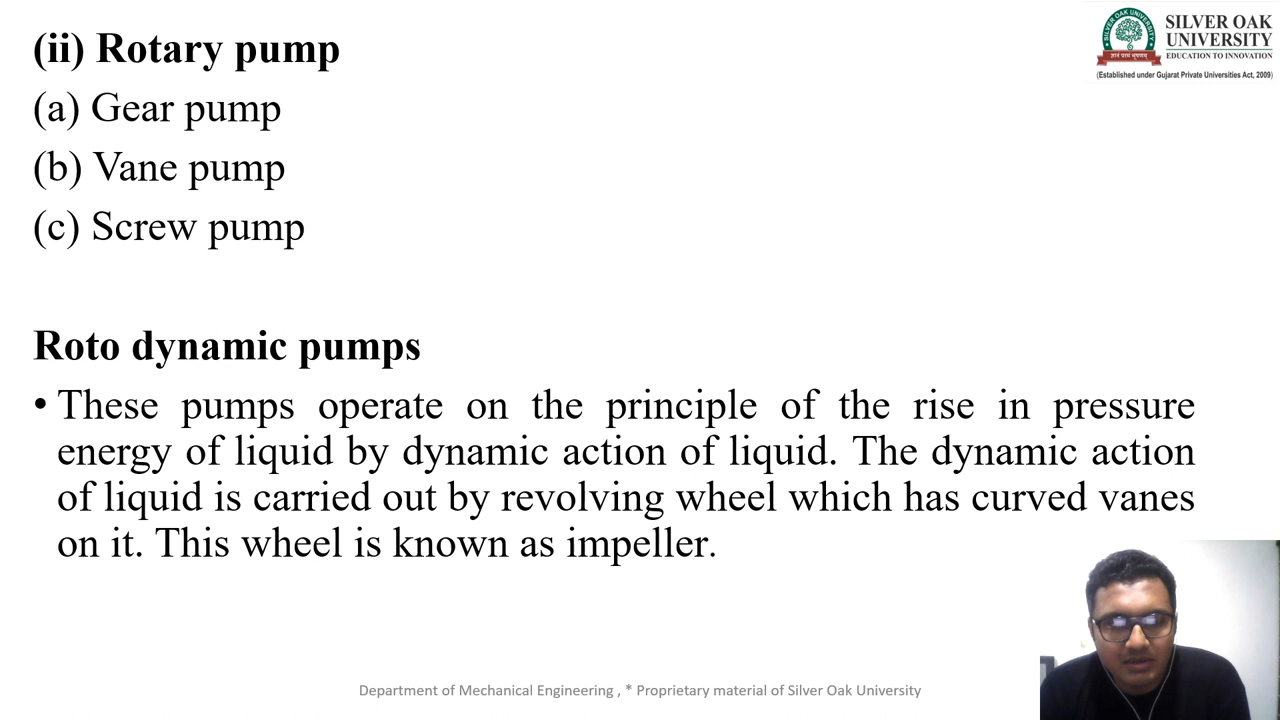 (ii) Rotary pump
(a) Gear pump
(b) Vane pump
(c) Screw pump
Roto dynamic pumps
• These pumps operate on the principle of the rise in pressure
energy of liquid by dynamic action of liquid. The dynamic action
of liquid is carried out by revolving wheel which has curved vanes
on it. This wheel is known as impeller.
SILVER OAK UNIVERSITY
SILVER OAK
UNIVERSITY
EDUCATION TO INNOVATION
(Established under Gujarat Private Universities Act, 2009)
Department of Mechanical Engineering , * Proprietary material of Silver Oak University